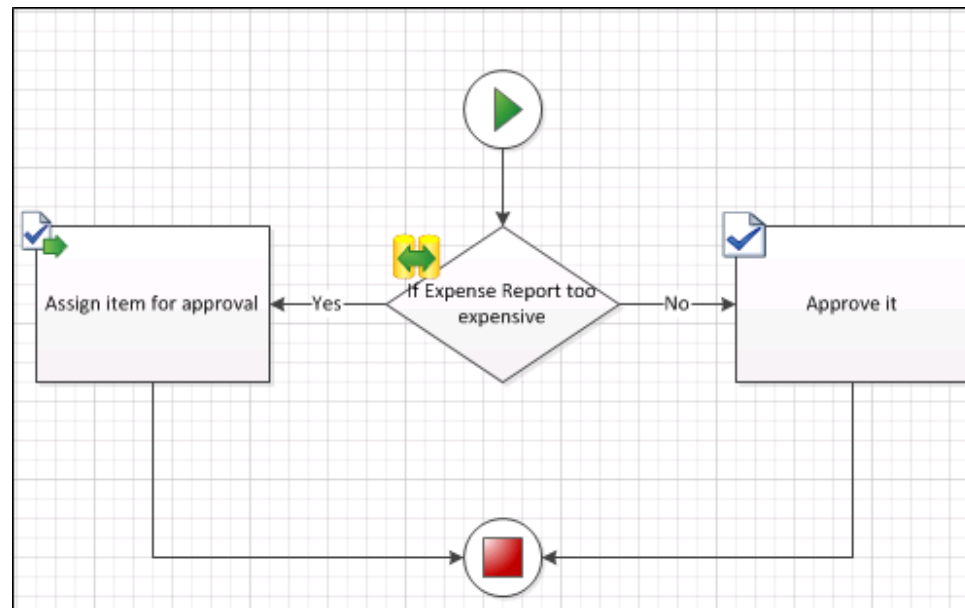 If Expense Report too
expensive
Assign item for approval
Yes
No
Approve it